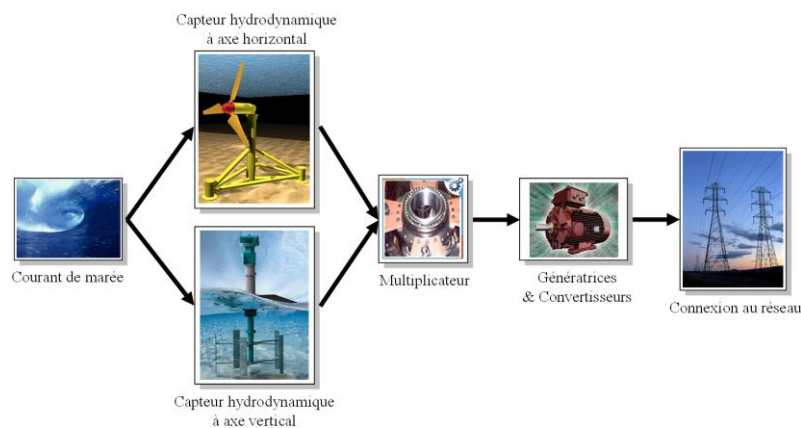 Capteur hydrodynamique
à axe horizontal
Courant de marée
Multiplicateur
Génératrices
& Convertisseurs
Connexion au réseau
Capteur hydrodynamique
à axe vertical